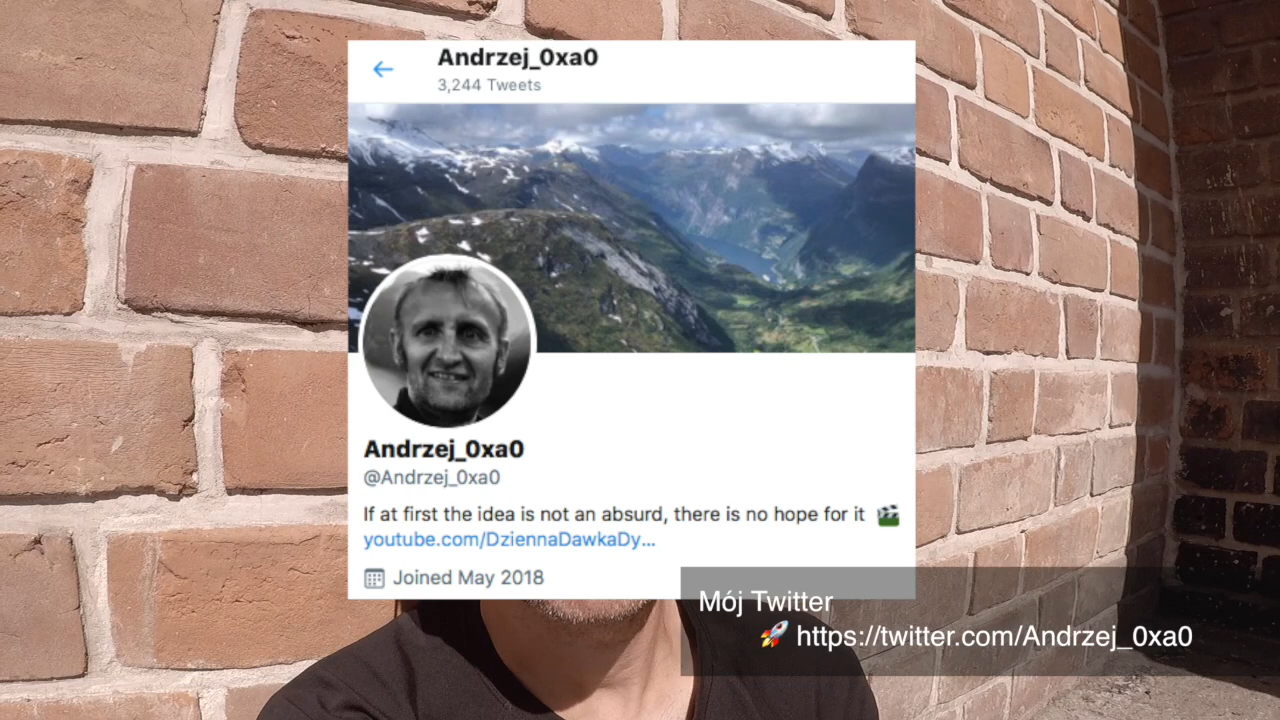 Andrzej_0xa0
3,244 Tweets
Andrzej_0xa0
@Andrzej_0xa0
If at first the idea is not an absurd, there is no hope for it 🎬
youtube.com/DziennaDawkaDy...
Joined May 2018
Mój Twitter
🚀 https://twitter.com/Andrzej_0xa0